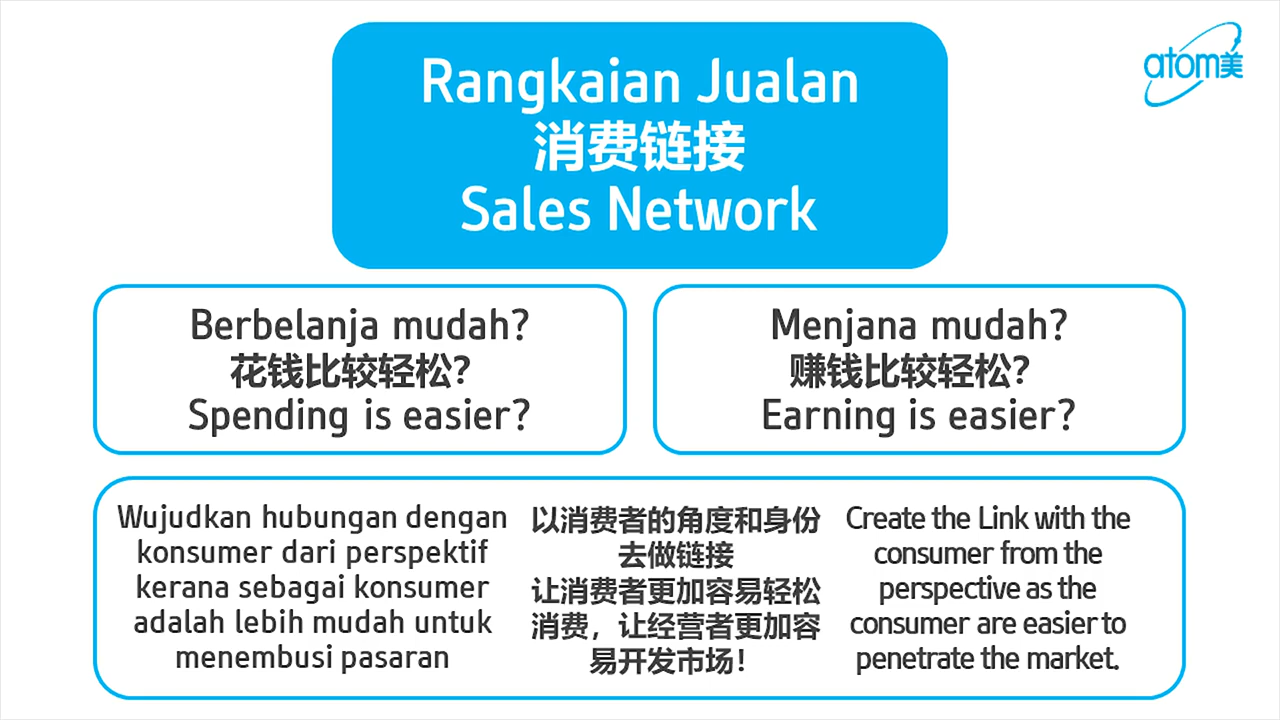 Rangkaian Jualan
消费链接
Sales Network
atom美
Berbelanja mudah?
花钱比较轻松?
Spending is easier?
Menjana mudah?
赚钱比较轻松?
Earning is easier?
Wujudkan hubungan dengan
konsumer dari perspektif
kerana sebagai konsumer
adalah lebih mudah untuk
menembusi pasaran
以消费者的角度和身份
去做链接
让消费者更加容易轻松
消费，让经营者更加容
易开发市场！
Create the Link with the
consumer from the
perspective as the
consumer are easier to
penetrate the market.